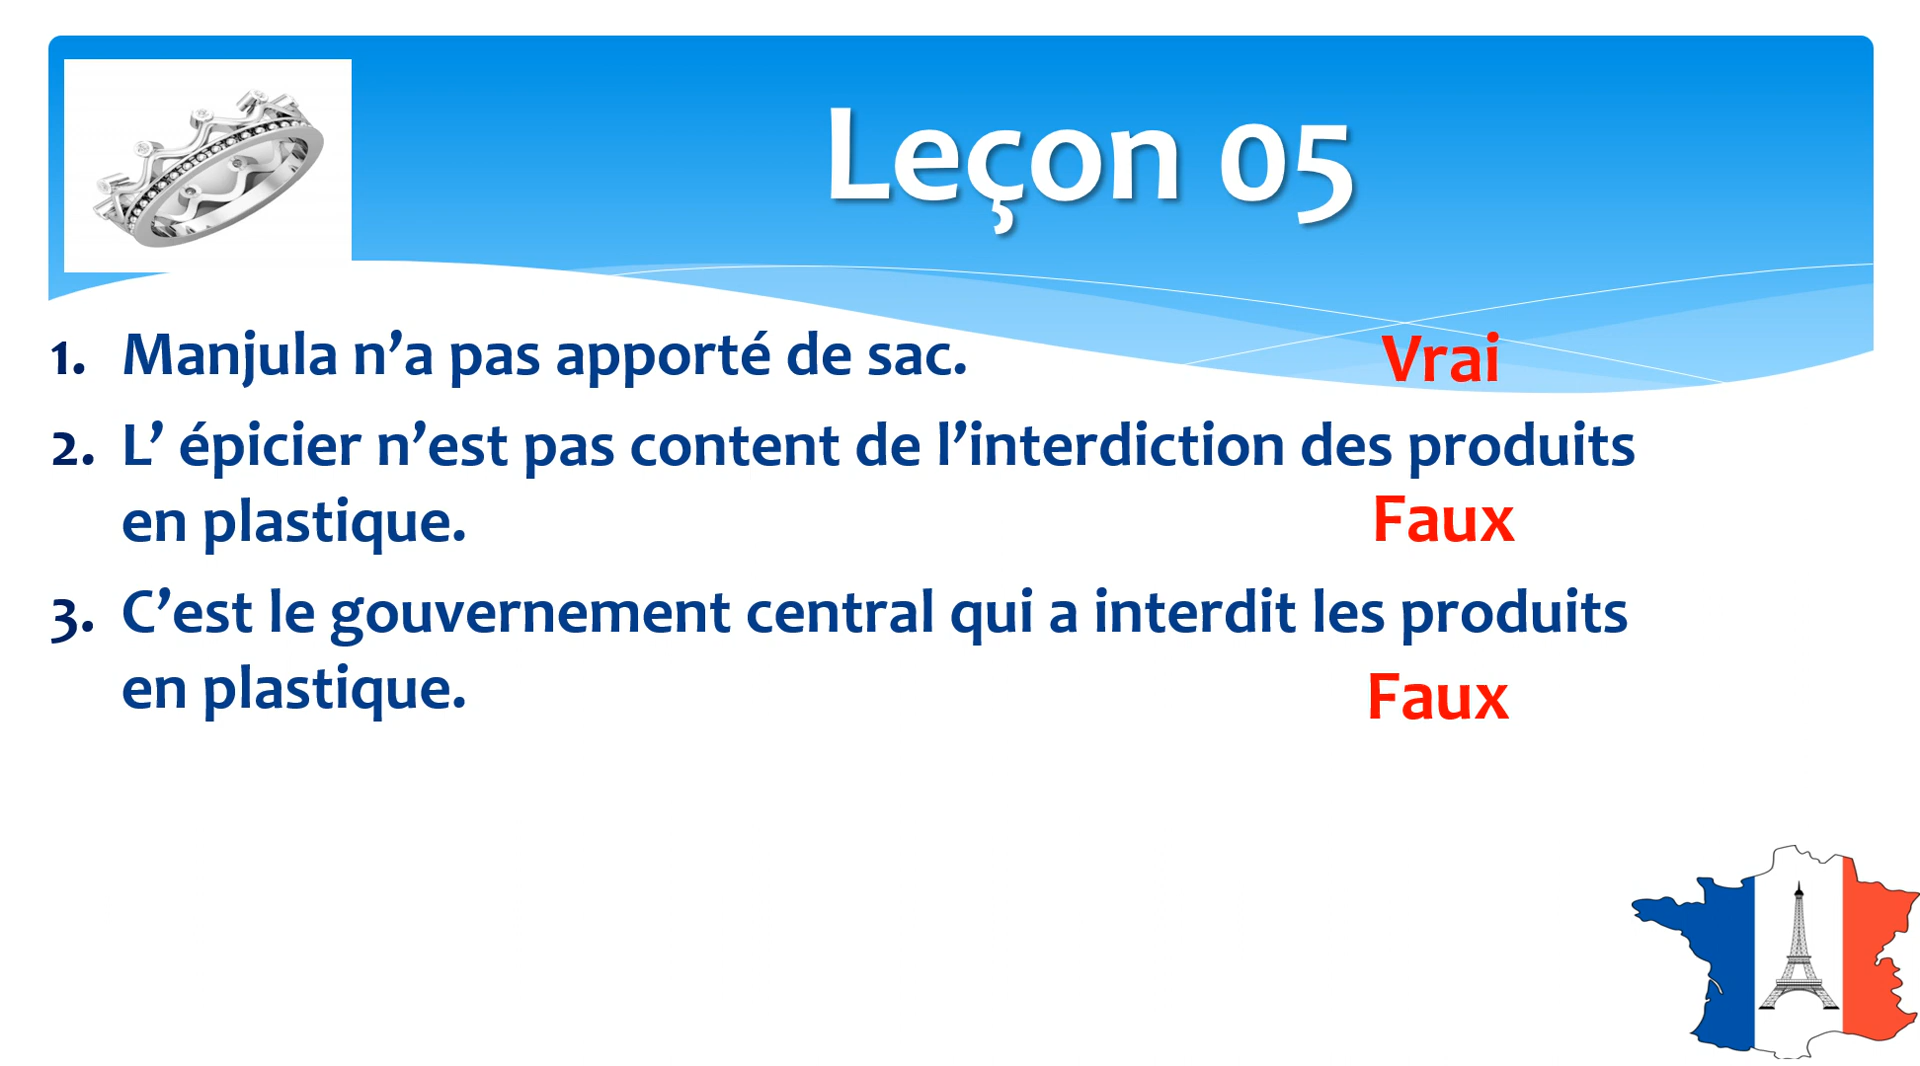 Leçon 05
1. Manjula n’a pas apporté de sac. Vrai
2. L’ épicier n’est pas content de l’interdiction des produits
en plastique. Faux
3. C’est le gouvernement central qui a interdit les produits
en plastique. Faux